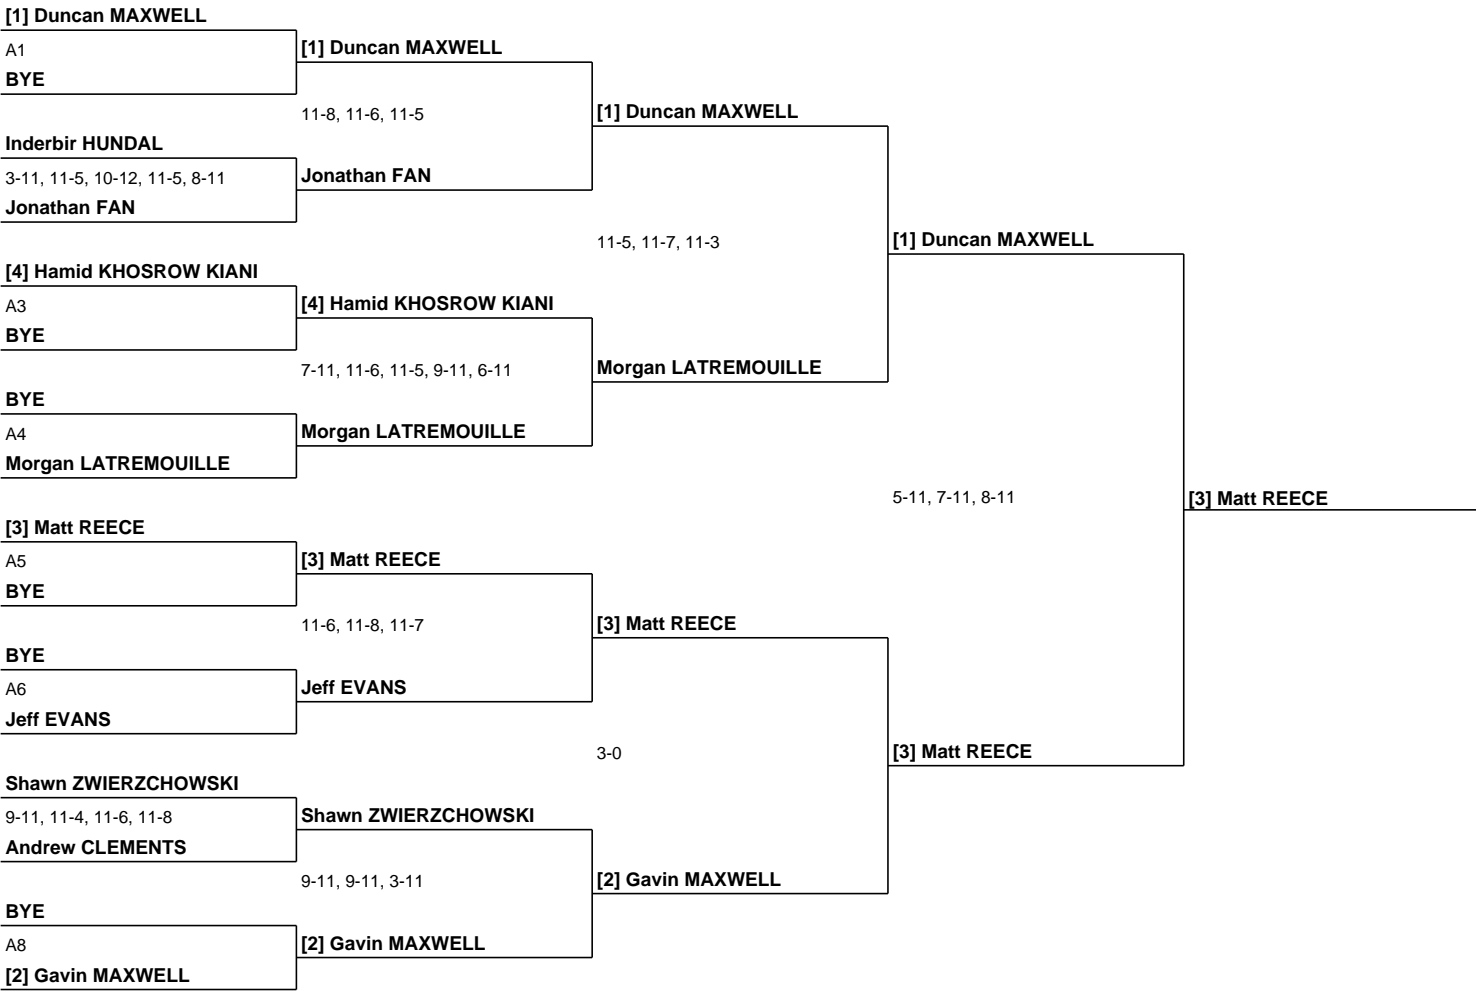 [1] Duncan MAXWELL
A1
BYE
Inderbir HUNDAL
3-11, 11-5, 10-12, 11-5, 8-11
Jonathan FAN
[4] Hamid KHOSROW KIANI
A3
BYE
BYE
A4
Morgan LATREMOUILLE
[3] Matt REECE
A5
BYE
BYE
A6
Jeff EVANS
Shawn ZWIERZCHOWSKI
9-11, 11-4, 11-6, 11-8
Andrew CLEMENTS
BYE
A8
[2] Gavin MAXWELL
[1] Duncan MAXWELL
11-8, 11-6, 11-5
Jonathan FAN
[4] Hamid KHOSROW KIANI
7-11, 11-6, 11-5, 9-11, 6-11
Morgan LATREMOUILLE
[3] Matt REECE
11-6, 11-8, 11-7
Jeff EVANS
Shawn ZWIERZCHOWSKI
9-11, 9-11, 3-11
[2] Gavin MAXWELL
[1] Duncan MAXWELL
11-5, 11-7, 11-3
Morgan LATREMOUILLE
[3] Matt REECE
3-0
[2] Gavin MAXWELL
[1] Duncan MAXWELL
5-11, 7-11, 8-11
[3] Matt REECE
[3] Matt REECE